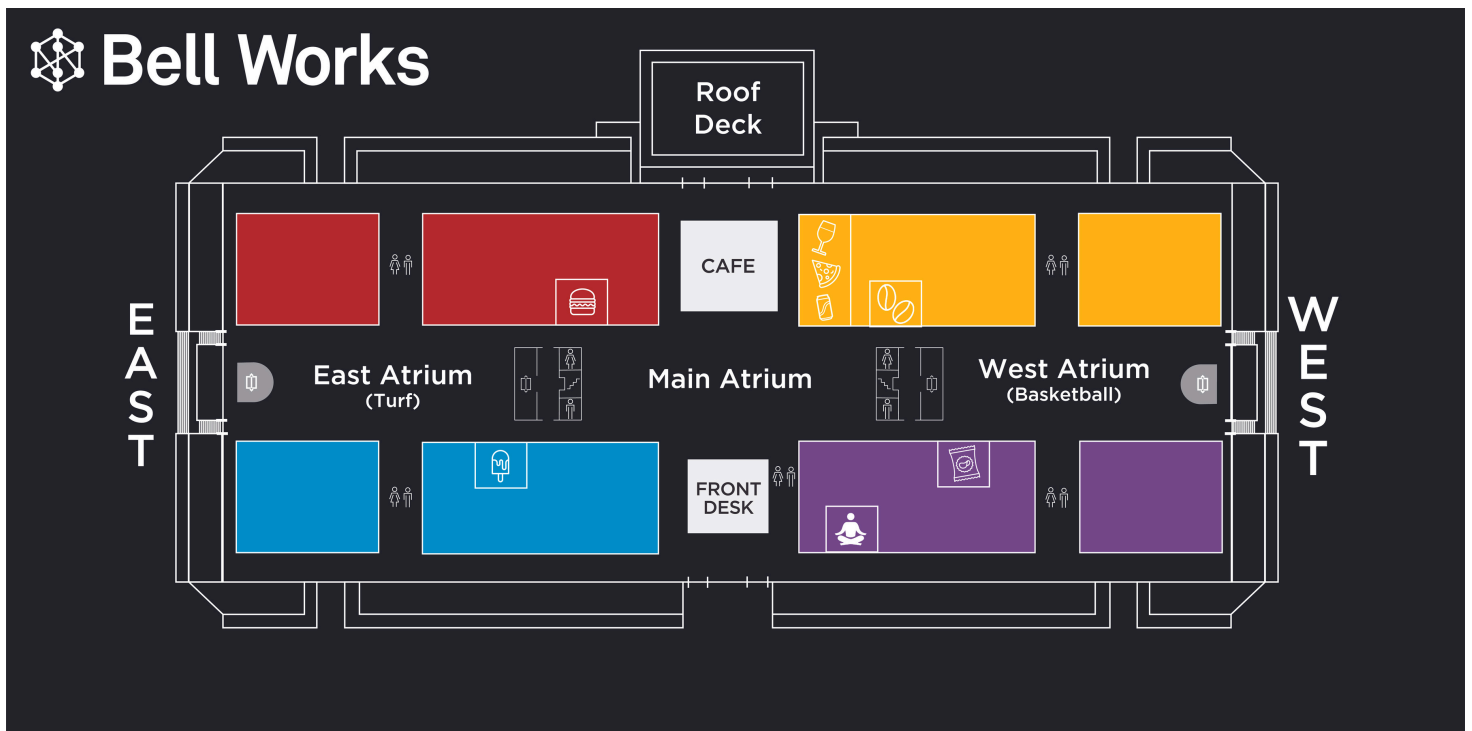 Bell Works
Roof
Deck
CAFE
EAST
WEST
East Atrium
(Turf)
Main Atrium
West Atrium
(Basketball)
FRONT
DESK